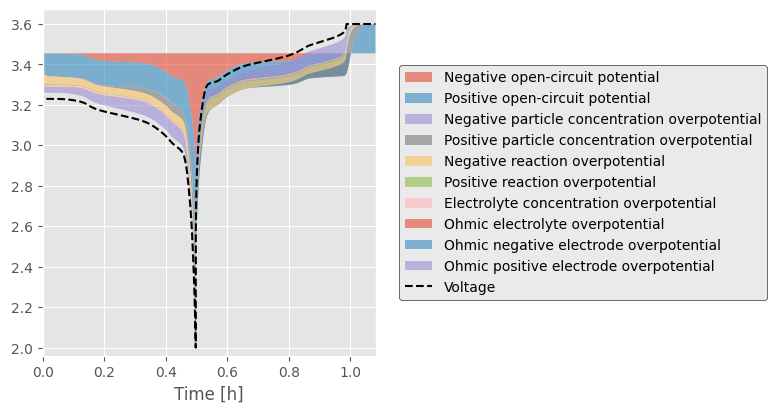 3.6
3.4
3.2
3.0
2.8
2.6
2.4
2.2
2.0
0.0 0.2 0.4 0.6 0.8 1.0
Time [h]
Negative open-circuit potential
Positive open-circuit potential
Negative particle concentration overpotential
Positive particle concentration overpotential
Negative reaction overpotential
Positive reaction overpotential
Electrolyte concentration overpotential
Ohmic electrolyte overpotential
Ohmic negative electrode overpotential
Ohmic positive electrode overpotential
Voltage